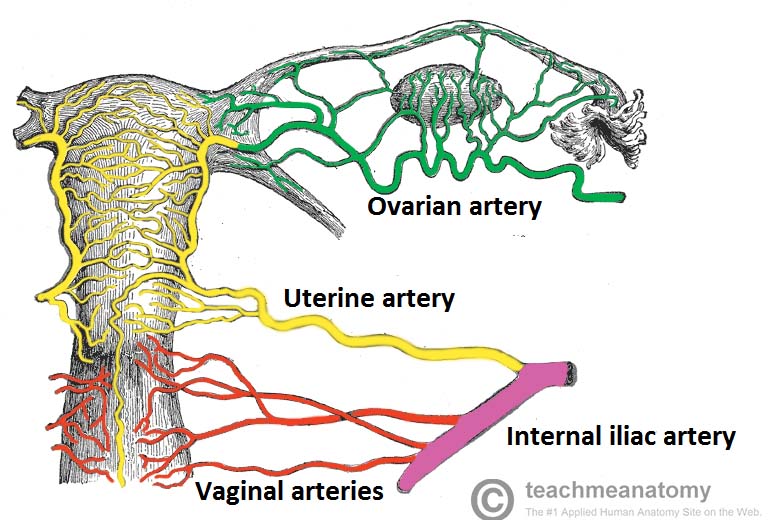 Ovarian artery
Uterine artery
Internal iliac artery
Vaginal arteries
© teachmeanatomy
The #1 Applied Human Anatomy Site on the Web.